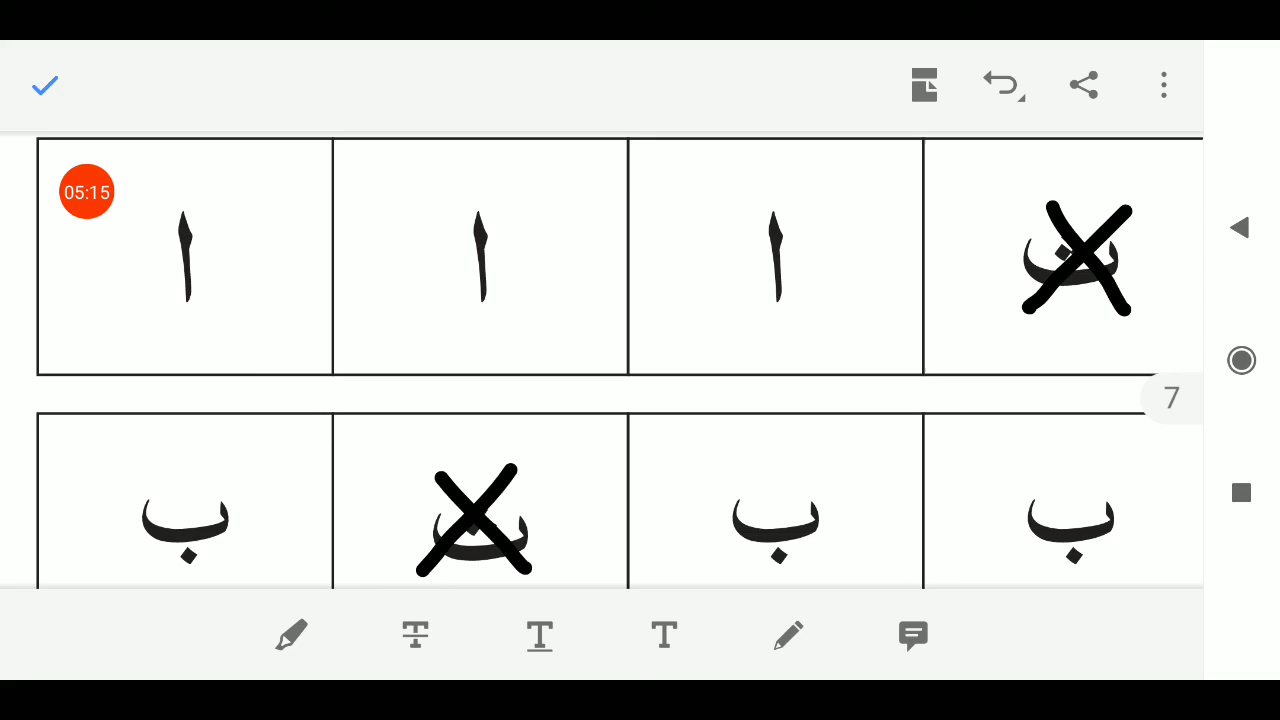 05:15
ا ا ا
7
ب ب ب